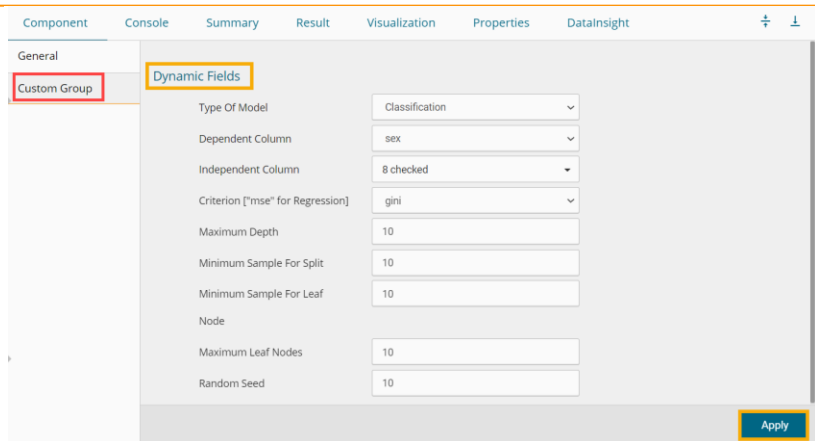 Component Console Summary Result Visualization Properties DataInsight
General
Custom Group
Dynamic Fields
Type Of Model Classification
Dependent Column sex
Independent Column 8 checked
Criterion ["mse" for Regression] gini
Maximum Depth 10
Minimum Sample For Split 10
Minimum Sample For Leaf 10
Node
Maximum Leaf Nodes 10
Random Seed 10
Apply